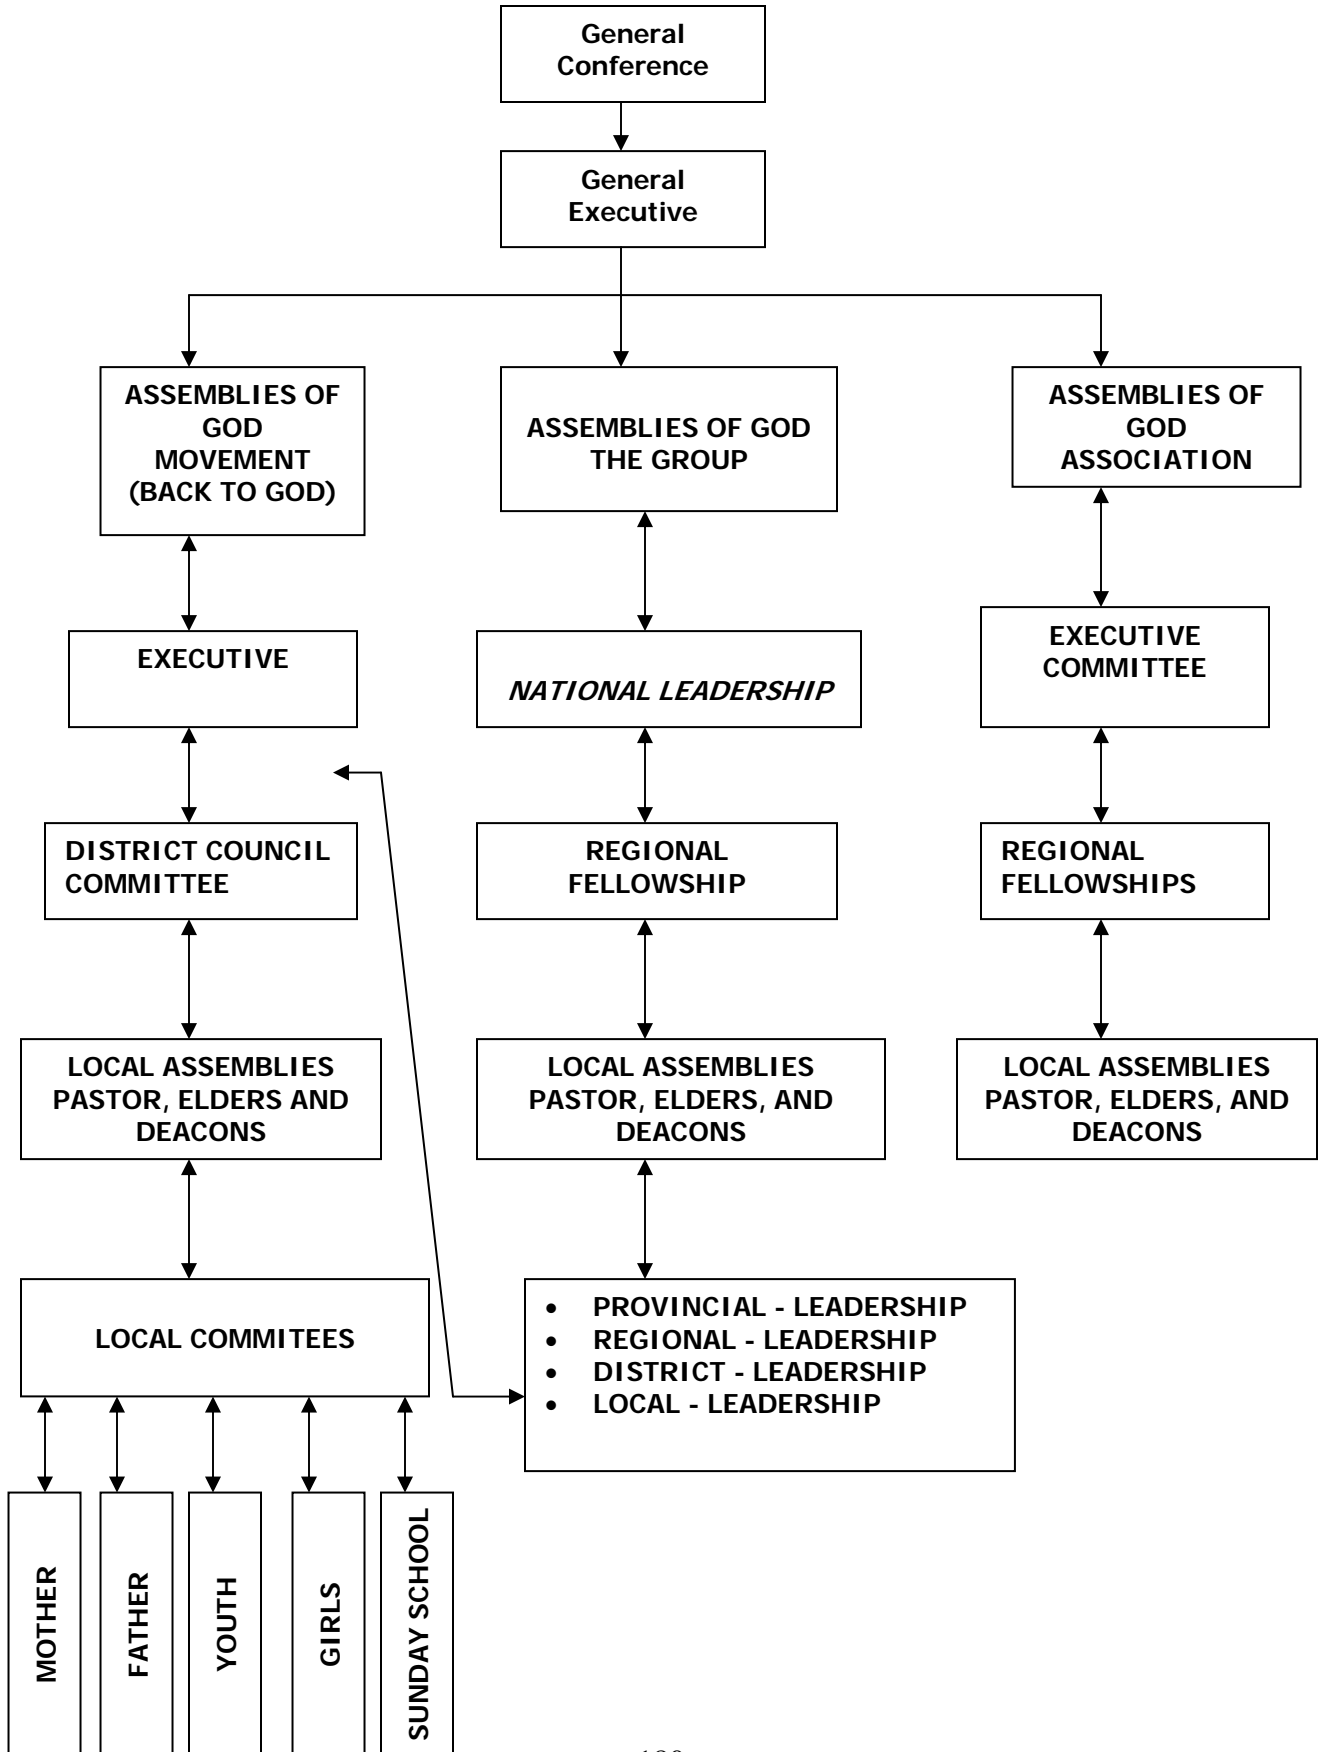 General
Conference
General
Executive
ASSEMBLIES OF
GOD
MOVEMENT
(BACK TO GOD)
ASSEMBLIES OF GOD
THE GROUP
ASSEMBLIES OF
GOD
ASSOCIATION
EXECUTIVE
NATIONAL LEADERSHIP
EXECUTIVE
COMMITTEE
DISTRICT COUNCIL
COMMITTEE
REGIONAL
FELLOWSHIP
REGIONAL
FELLOWSHIPS
LOCAL ASSEMBLIES
PASTOR, ELDERS AND
DEACONS
LOCAL ASSEMBLIES
PASTOR, ELDERS, AND
DEACONS
LOCAL ASSEMBLIES
PASTOR, ELDERS, AND
DEACONS
LOCAL COMMITEES
• PROVINCIAL - LEADERSHIP
• REGIONAL - LEADERSHIP
• DISTRICT - LEADERSHIP
• LOCAL - LEADERSHIP
MOTHER
FATHER
YOUTH
GIRLS
SUNDAY SCHOOL